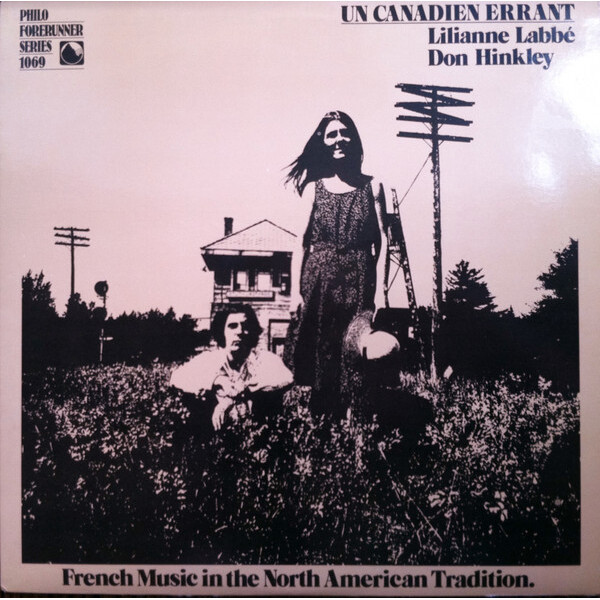 PHILO
FORERUNNER
SERIES
1069
UN CANADIEN ERRANT
Lilianne Labbé
Don Hinkley
French Music in the North American Tradition.